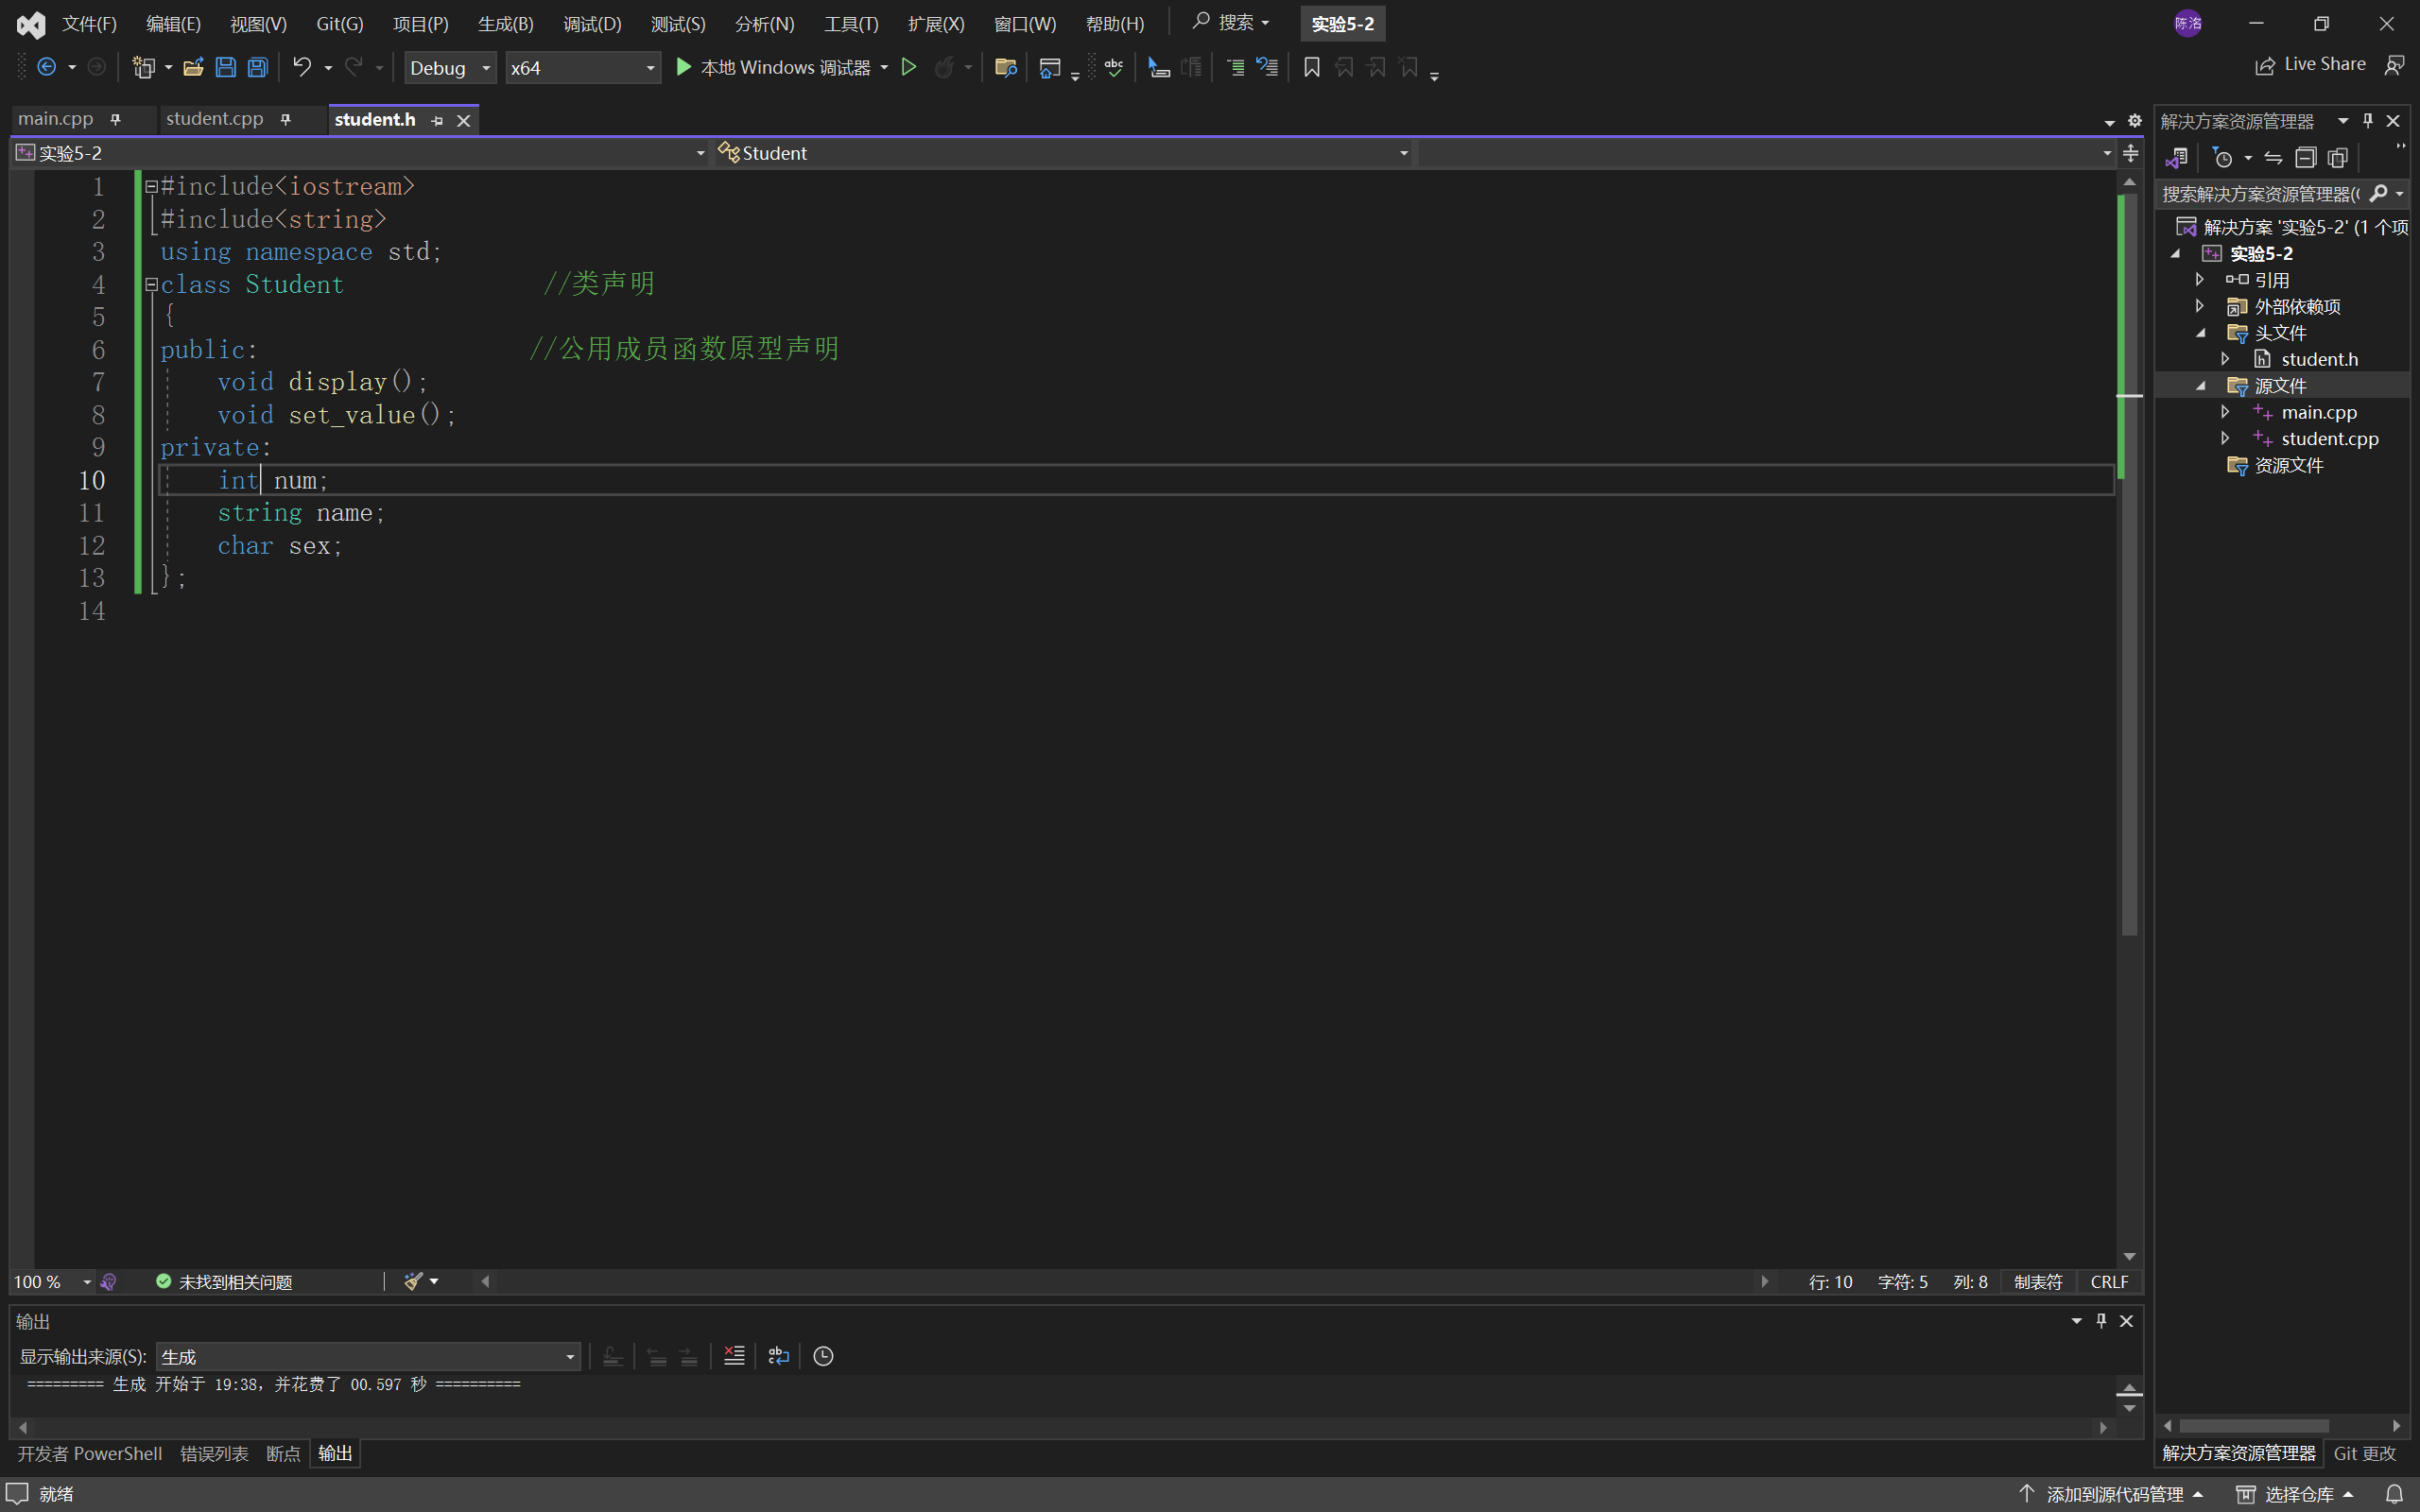 文件(F) 编辑(E) 视图(V) Git(G) 项目(P) 生成(B) 调试(D) 测试(S) 分析(N) 工具(T) 扩展(X) 窗口(W) 帮助(H) 搜索 实验5-2 陈洛
Debug x64 本地 Windows 调试器 abc Live Share
main.cpp student.cpp student.h
实验5-2 Student
1 #include<iostream>
2 #include<string>
3 using namespace std;
4 class Student //类声明
5 {
6 public: //公用成员函数原型声明
7 void display();
8 void set_value();
9 private:
10 int num;
11 string name;
12 char sex;
13 };
14
100 % 未找到相关问题 行: 10 字符: 5 列: 8 制表符 CRLF
输出
显示输出来源(S): 生成
========= 生成 开始于 19:38，并花费了 00.597 秒 ==========
开发者 PowerShell 错误列表 断点 输出
解决方案资源管理器
搜索解决方案资源管理器(
解决方案 '实验5-2' (1 个项
实验5-2
引用
外部依赖项
头文件
student.h
源文件
main.cpp
student.cpp
资源文件
解决方案资源管理器 Git 更改
就绪 添加到源代码管理 选择仓库